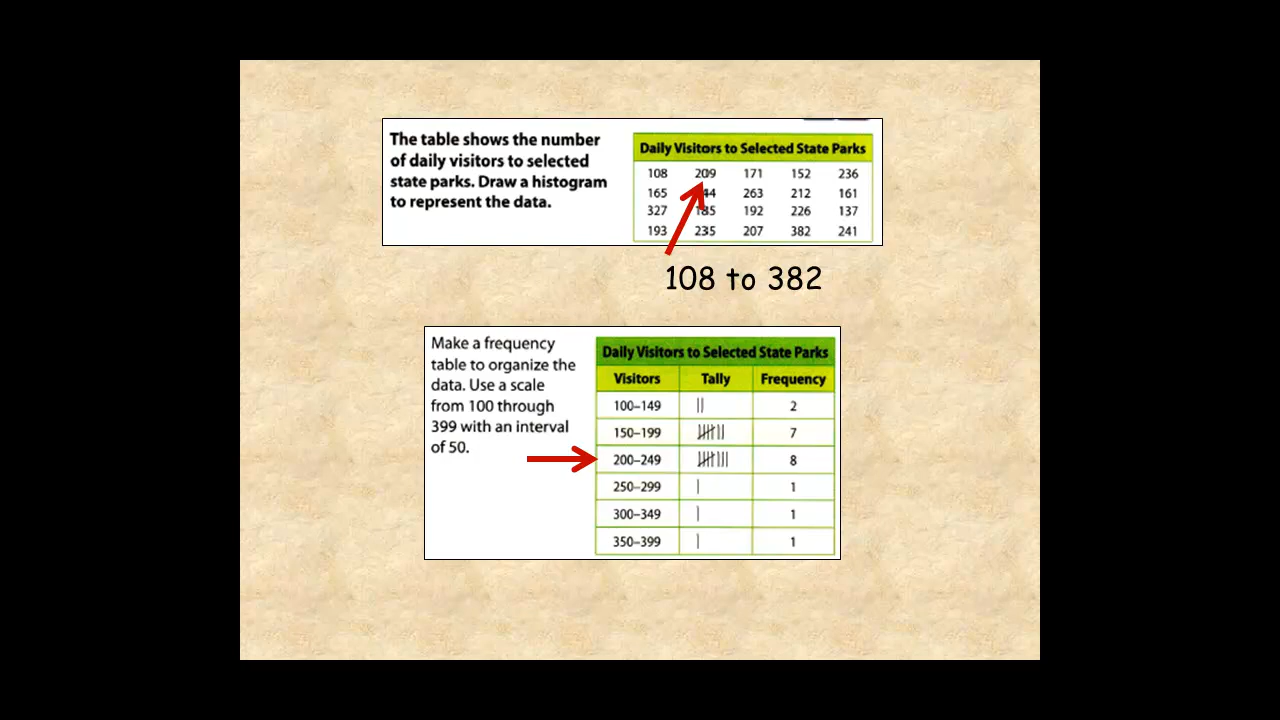 The table shows the number
of daily visitors to selected
state parks. Draw a histogram
to represent the data.
Daily Visitors to Selected State Parks
108 209 171 152 236
165 263 212 161
327 185 192 226 137
193 235 207 382 241
108 to 382
Make a frequency
table to organize the
data. Use a scale
from 100 through
399 with an interval
of 50.
Daily Visitors to Selected State Parks
Visitors Tally Frequency
100–149 2
150–199 7
200–249 8
250–299 1
300–349 1
350–399 1